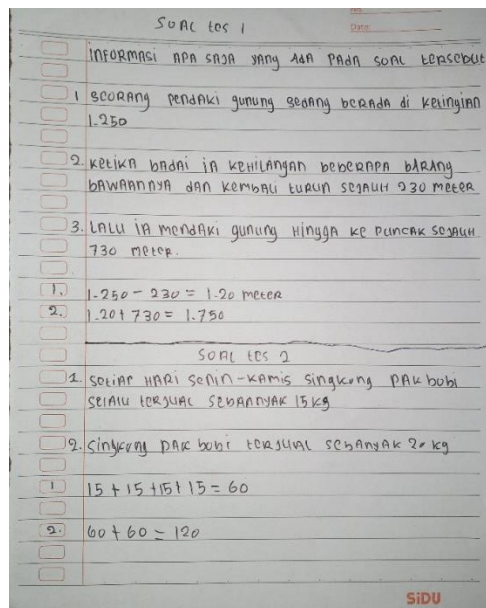 SOAL tes 1
Date:
INFORMASI APA SAJA YANG ADA PADA SOAL TERSEBUT
1 SEORANG PENDAKI GUNUNG SEDANG BERADA di KETINGIAN
1.250
2. KETIKA BADAI IA KEHILANGAN BEBERAPA BARANG
BAWAANNYA DAN KEMBALI TURUN SEJAUH 230 METER
3. LALU IA MENDAKI GUNUNG HINGGA KE PUNCAK SEJAUH
730 METER.
1. 1.250 - 230 = 1.20 METER
2. 1.20 + 730 = 1.750
SOAL tes 2
1. SETIAP HARI SENIN-KAMIS SINGKONG PAK BOBI
SELALU TERJUAL SEBANNYAK 15 kg
2. SINGKONG PAK BOBI TERJUAL SEBANYAK 20 kg
1 15 + 15 + 15 + 15 = 60
2. 60 + 60 = 120
SiDU